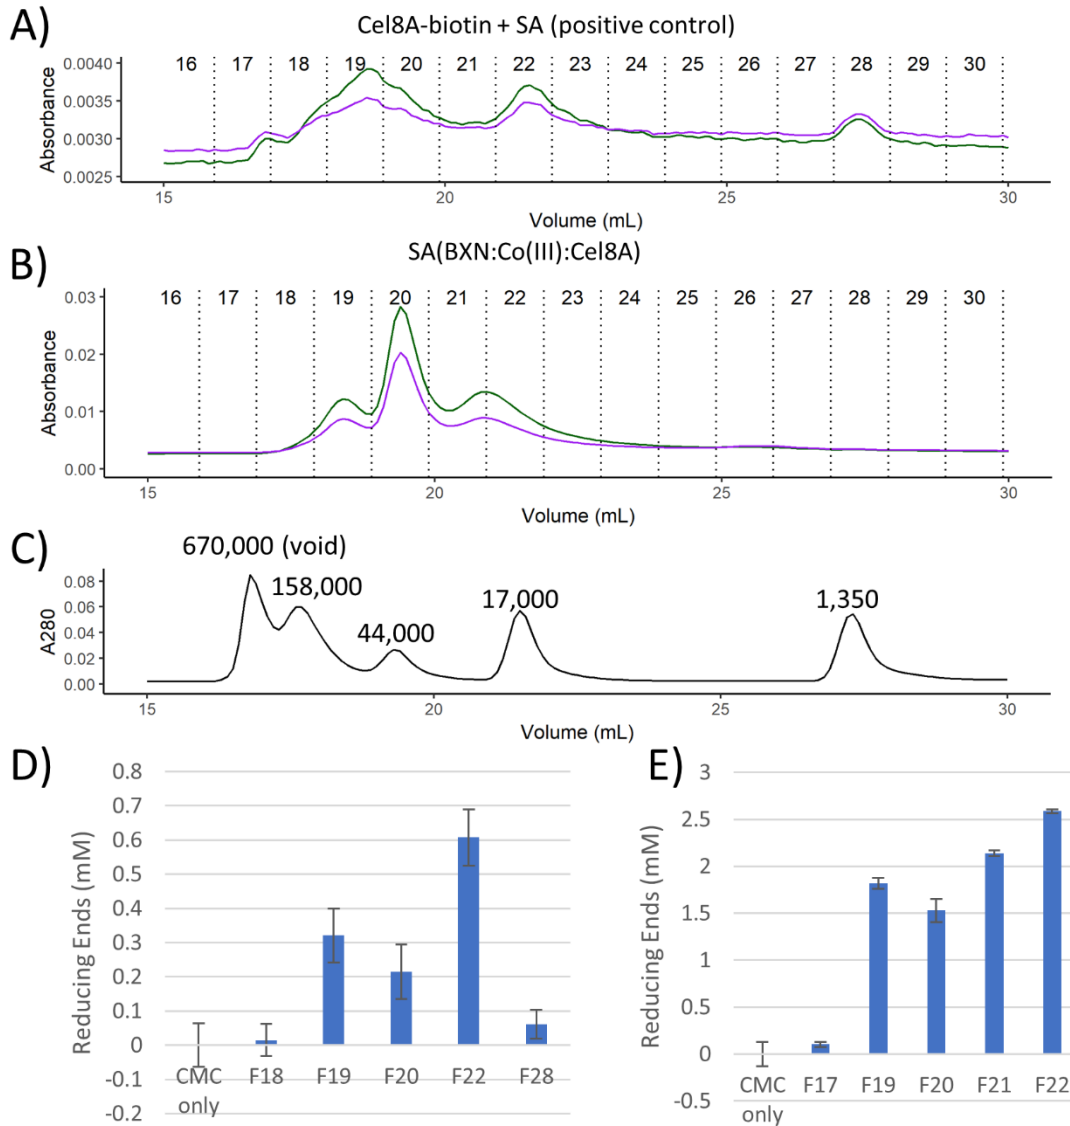 A)
Cel8A-biotin + SA (positive control)
16 17 18 19 20 21 22 23 24 25 26 27 28 29 30
0.0040
0.0035
0.0030
0.0025
Absorbance
15 20 25 30
Volume (mL)
B)
SA(BXN:Co(III):Cel8A)
16 17 18 19 20 21 22 23 24 25 26 27 28 29 30
0.03
0.02
0.01
0.00
Absorbance
15 20 25 30
Volume (mL)
C)
670,000 (void)
158,000
44,000
17,000
1,350
0.08
0.06
0.04
0.02
0.00
A280
15 20 25 30
Volume (mL)
D)
0.8
0.7
0.6
0.5
0.4
0.3
0.2
0.1
0
-0.1
-0.2
Reducing Ends (mM)
CMC only F18 F19 F20 F22 F28
E)
3
2.5
2
1.5
1
0.5
0
-0.5
Reducing Ends (mM)
CMC only F17 F19 F20 F21 F22